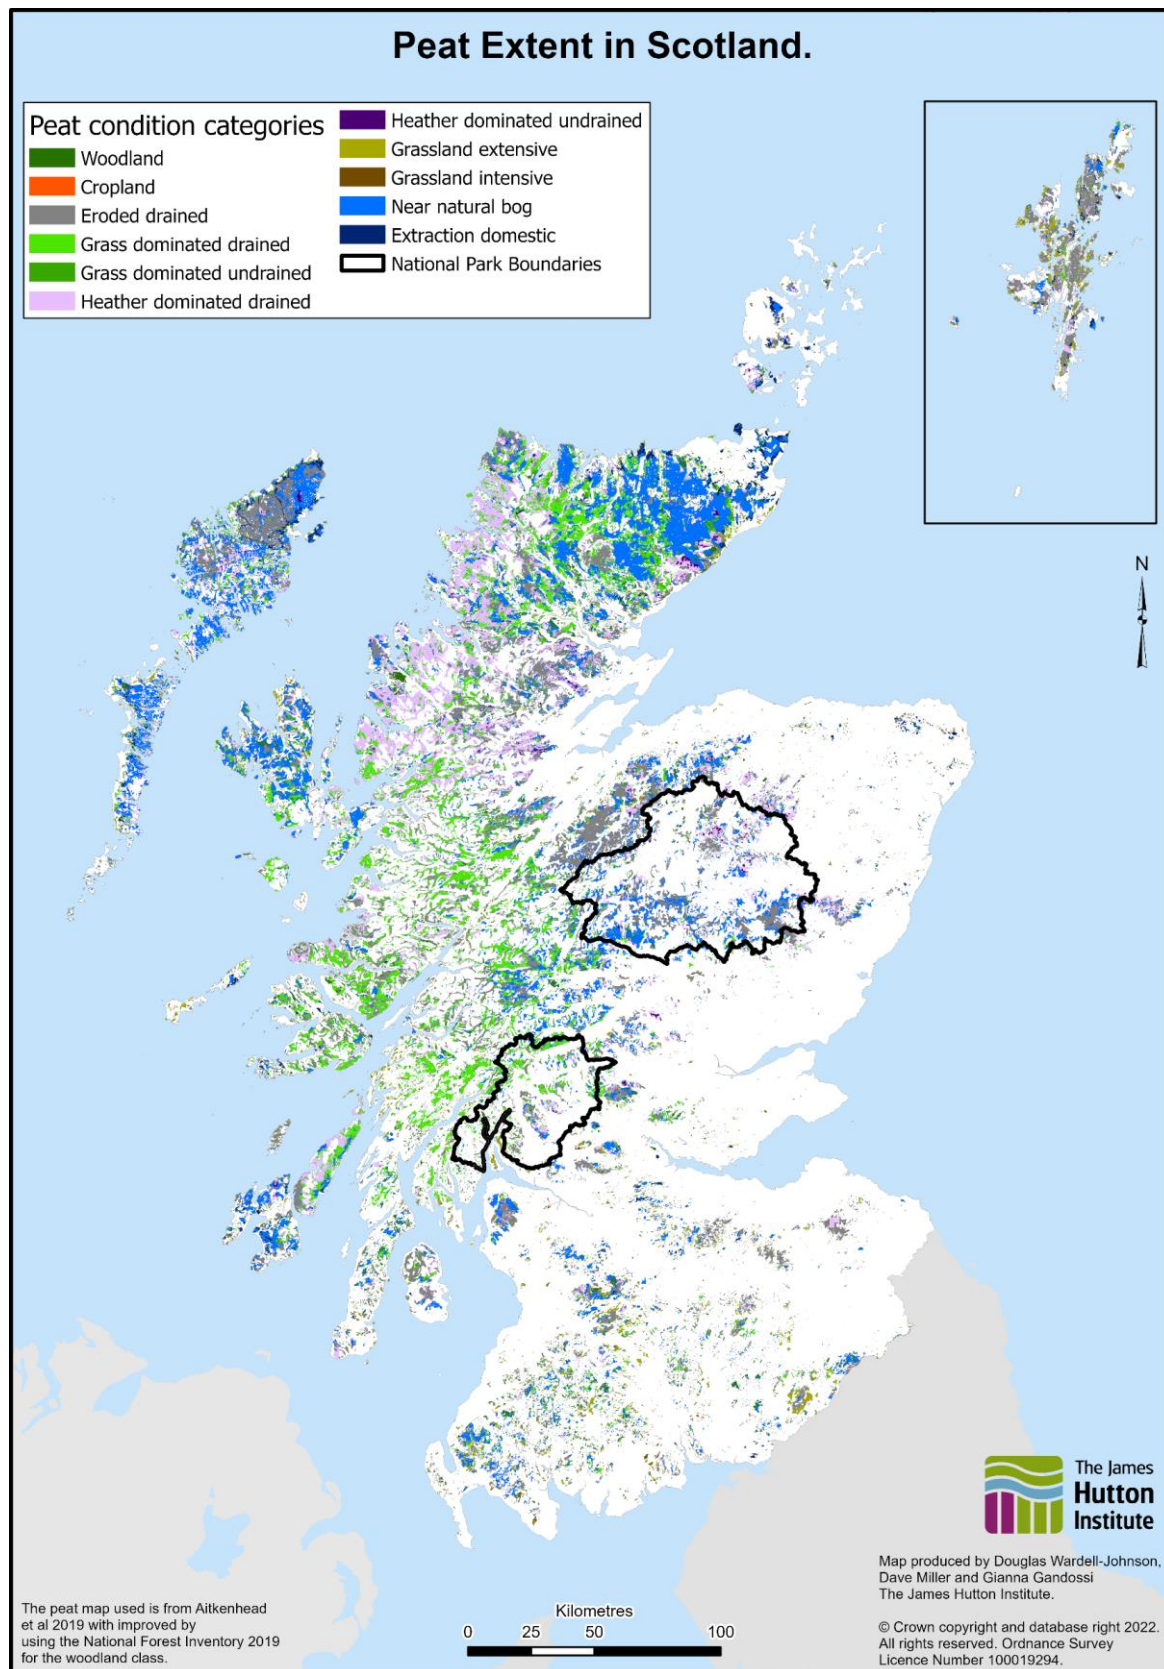 Peat Extent in Scotland.
Peat condition categories
Woodland
Cropland
Eroded drained
Grass dominated drained
Grass dominated undrained
Heather dominated drained
Heather dominated undrained
Grassland extensive
Grassland intensive
Near natural bog
Extraction domestic
National Park Boundaries
N
The James
Hutton
Institute
Map produced by Douglas Wardell-Johnson,
Dave Miller and Gianna Gandossi
The James Hutton Institute.
© Crown copyright and database right 2022.
All rights reserved. Ordnance Survey
Licence Number 100019294.
Kilometres
0 25 50 100
The peat map used is from Aitkenhead
et al 2019 with improved by
using the National Forest Inventory 2019
for the woodland class.